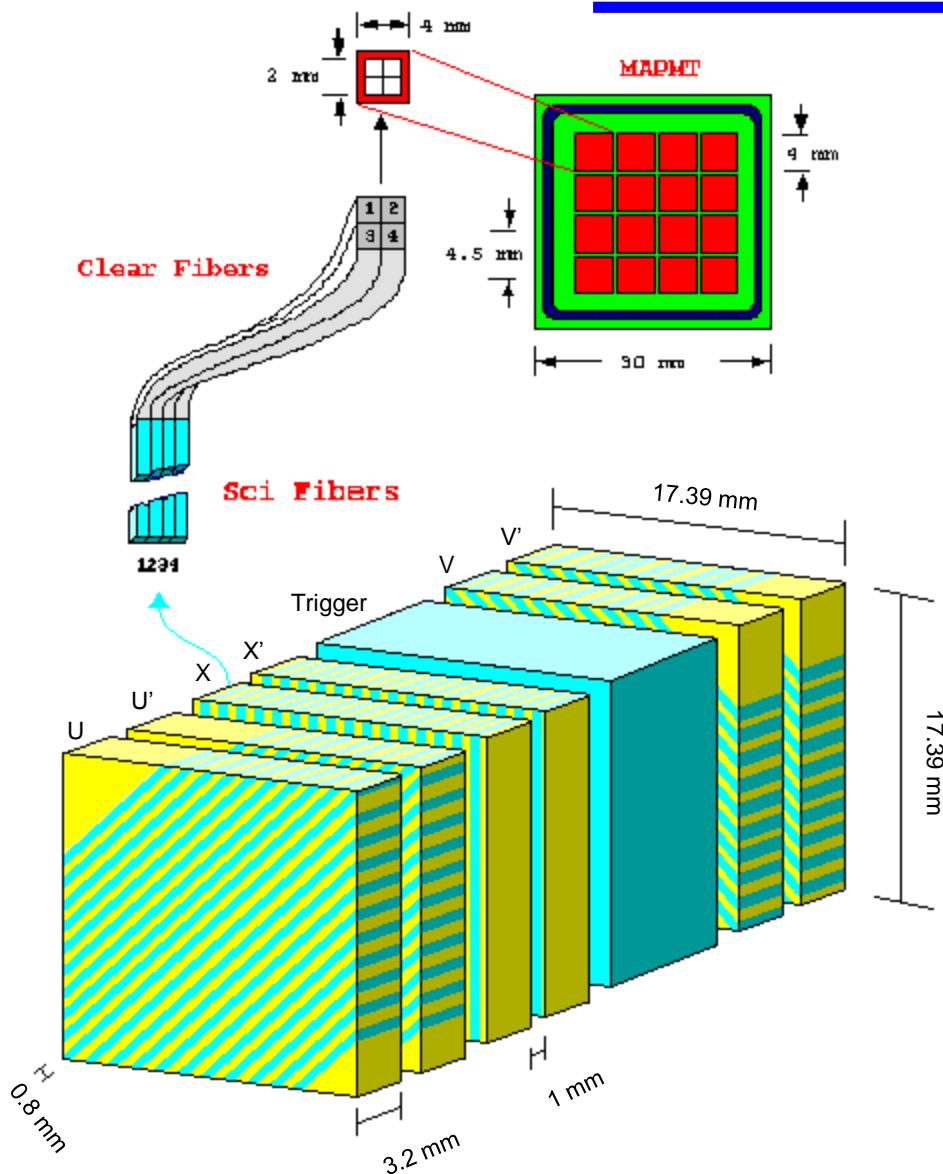 4 mm
2 mm
MAPMT
4 mm
1 2
3 4
4.5 mm
Clear Fibers
30 mm
Sci Fibers
17.39 mm
1234
V'
V
Trigger
X'
X
U'
U
17.39 mm
1 mm
0.8 mm
3.2 mm